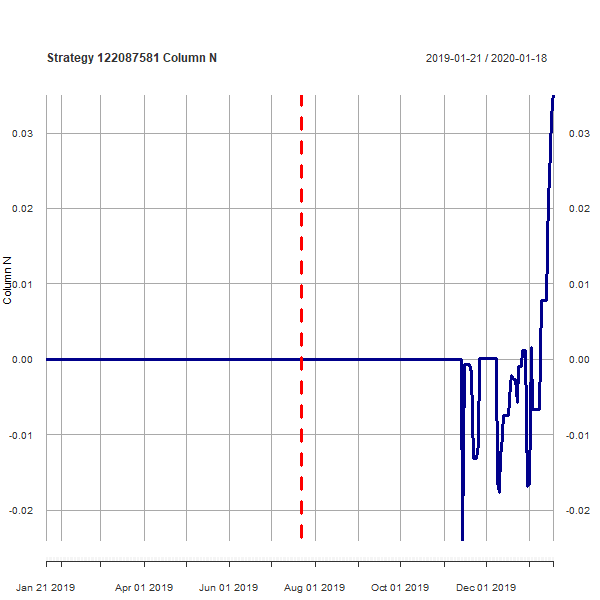 Strategy 122087581 Column N
2019-01-21 / 2020-01-18
0.03
0.03
0.02
0.02
0.01
0.01
Column N
0.00
0.00
-0.01
-0.01
-0.02
-0.02
Jan 21 2019
Apr 01 2019
Jun 01 2019
Aug 01 2019
Oct 01 2019
Dec 01 2019